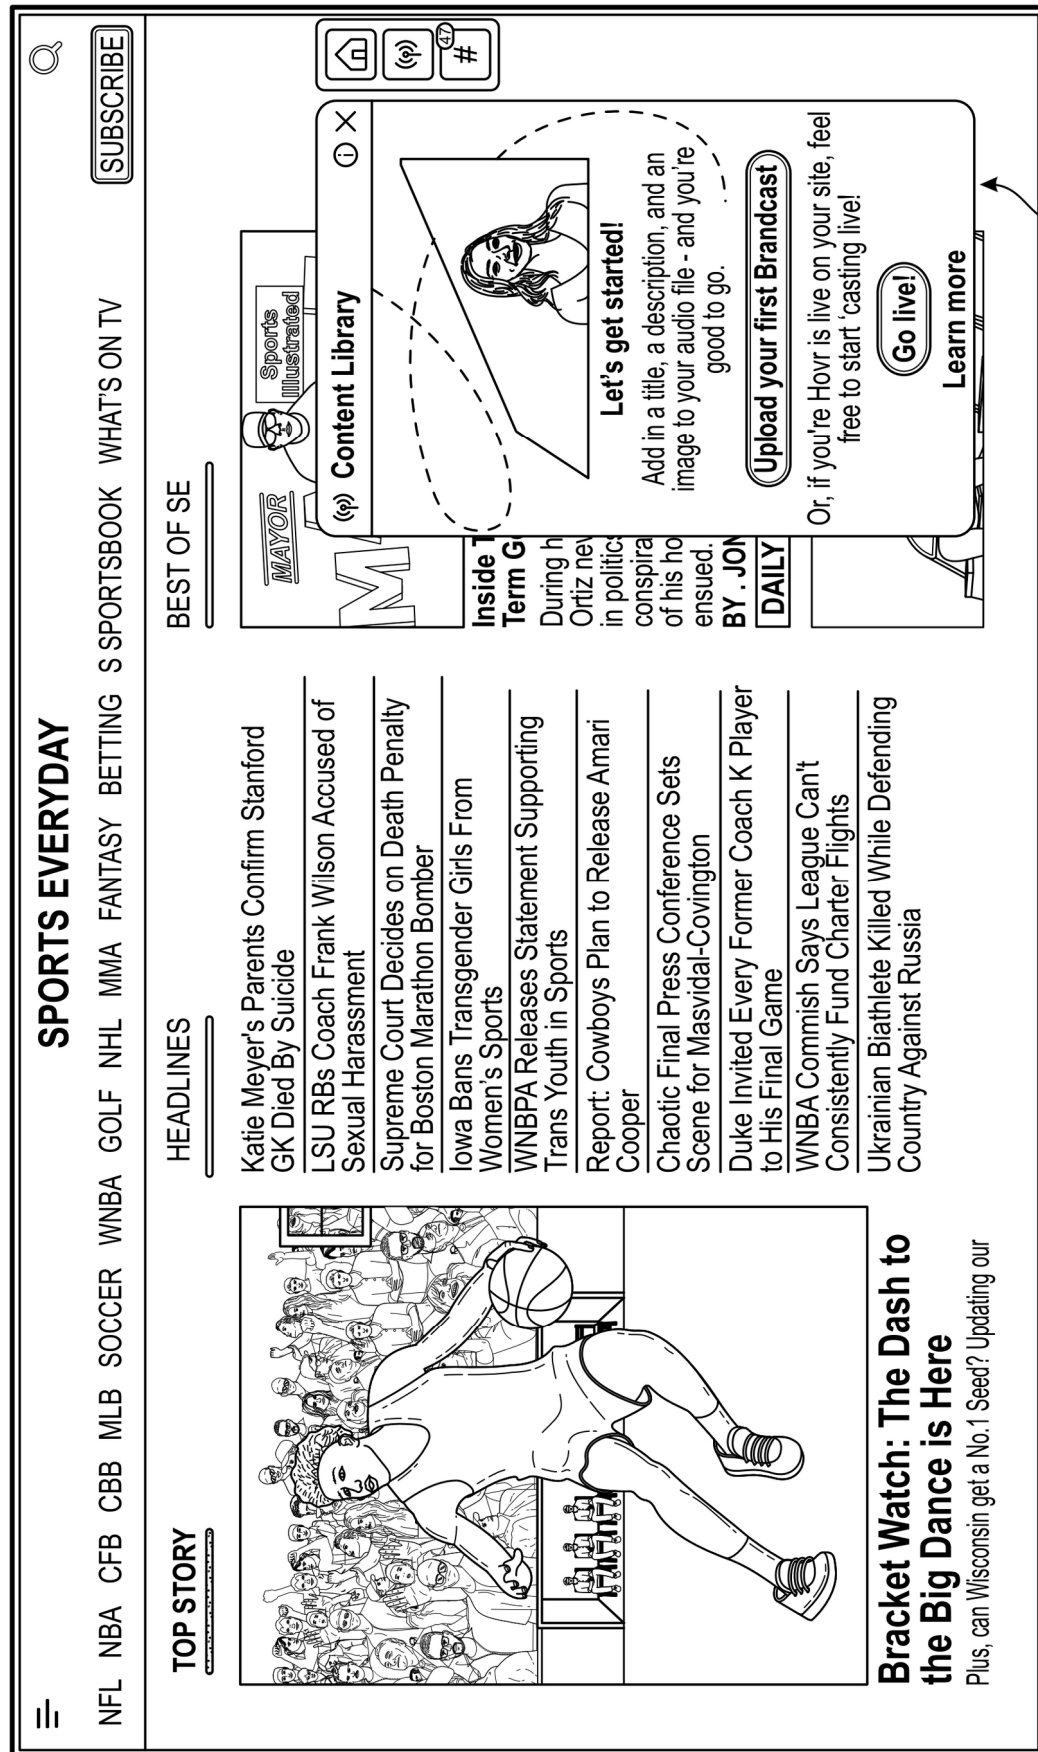 SPORTS EVERYDAY
SUBSCRIBE
NFL NBA CFB CBB MLB SOCCER WNBA GOLF NHL MMA FANTASY BETTING S SPORTSBOOK WHAT'S ON TV
TOP STORY
Bracket Watch: The Dash to
the Big Dance is Here
Plus, can Wisconsin get a No.1 Seed? Updating our
HEADLINES
Katie Meyer's Parents Confirm Stanford
GK Died By Suicide
LSU RBs Coach Frank Wilson Accused of
Sexual Harassment
Supreme Court Decides on Death Penalty
for Boston Marathon Bomber
Iowa Bans Transgender Girls From
Women's Sports
WNBPA Releases Statement Supporting
Trans Youth in Sports
Report: Cowboys Plan to Release Amari
Cooper
Chaotic Final Press Conference Sets
Scene for Masvidal-Covington
Duke Invited Every Former Coach K Player
to His Final Game
WNBA Commish Says League Can't
Consistently Fund Charter Flights
Ukrainian Biathlete Killed While Defending
Country Against Russia
BEST OF SE
MAYOR
Sports
Illustrated
Inside
Term
During
Ortiz
in politics
of his
ensued.
BY . JON
DAILY
Content Library
Let's get started!
Add in a title, a description, and an
image to your audio file - and you're
good to go.
Upload your first Brandcast
Or, if you're Hovr is live on your site, feel
free to start 'casting live!
Go live!
Learn more
47
#